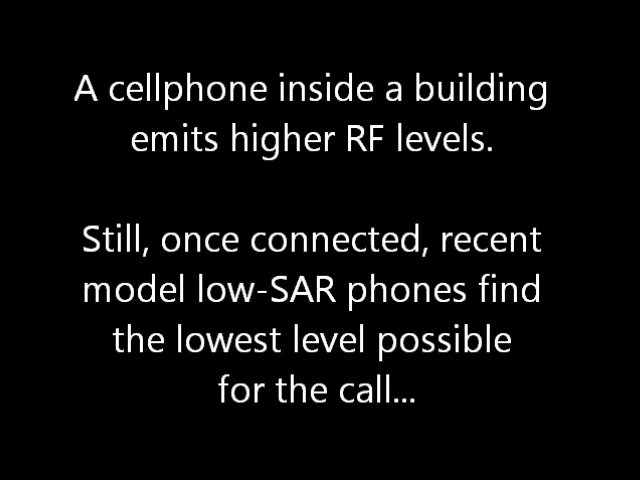 A cellphone inside a building
emits higher RF levels.
Still, once connected, recent
model low-SAR phones find
the lowest level possible
for the call...